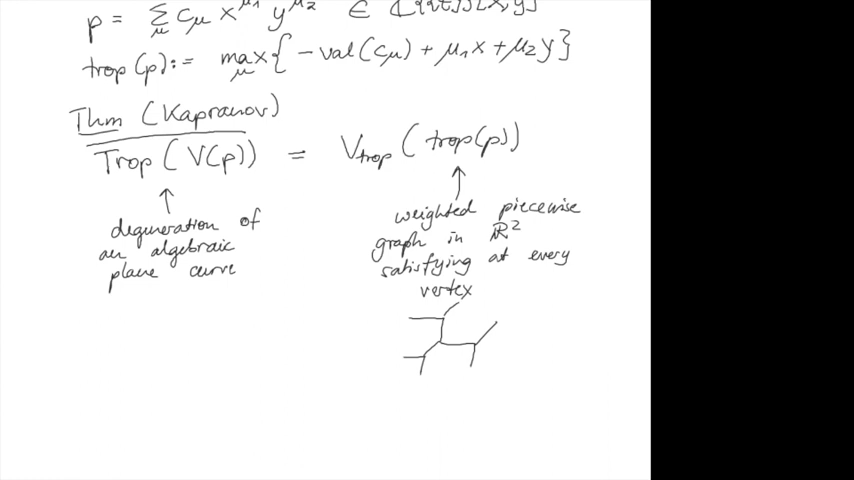 p = ∑_μ c_μ x^μ₁ y^μ₂ ∈ ℂ{{t}}[x,y]
trop(p) := max_μ { - val(c_μ) + μ₁x + μ₂y }
Thm (Kapranov)
Trop ( V(p) ) = V_trop ( trop(p) )
degeneration of
an algebraic
plane curve
weighted piecewise
graph in ℝ²
satisfying at every
vertex